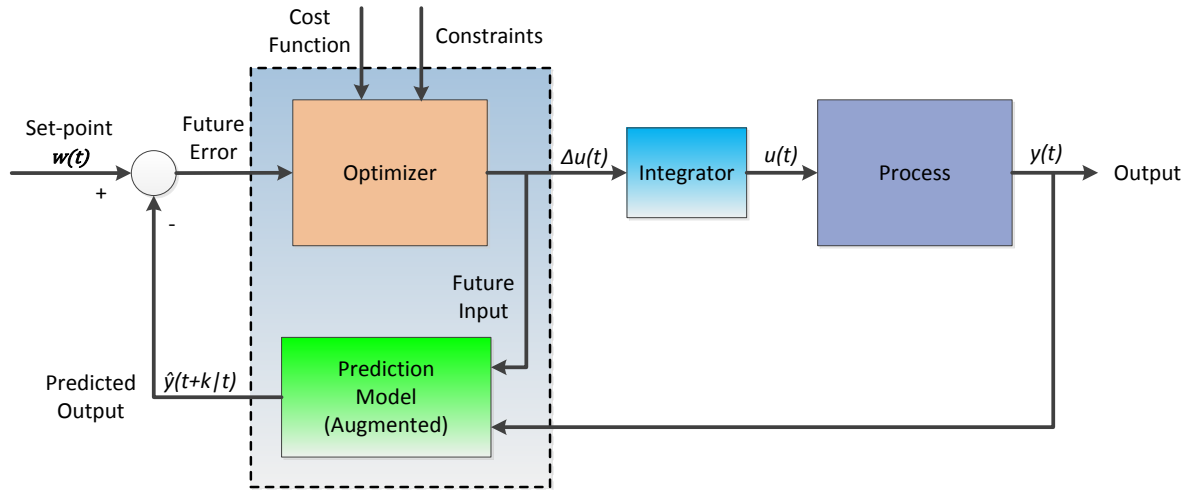 Cost
Function
Constraints
Set-point
w(t)
+
-
Future
Error
Optimizer
Δu(t)
Integrator
u(t)
Process
y(t)
Output
Future
Input
Predicted
Output
ŷ(t+k|t)
Prediction
Model
(Augmented)